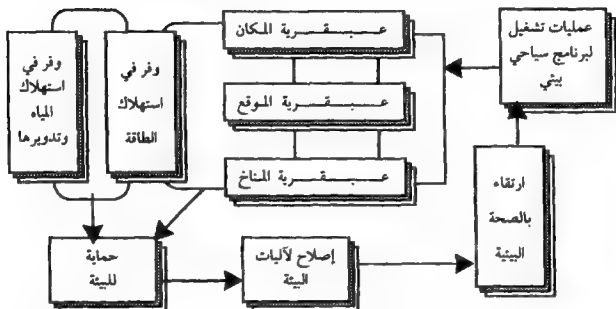 عمليات تشغيل
لبرنامج سياحي
بيئي
عبقرية المكان
عبقرية الموقع
عبقرية المناخ
وفر في
استهلاك
الطاقة
وفر في
استهلاك
المياه
وتدويرها
حماية
للبيئة
إصلاح لآليات
البيئة
ارتقاء
بالصحة
البيئية